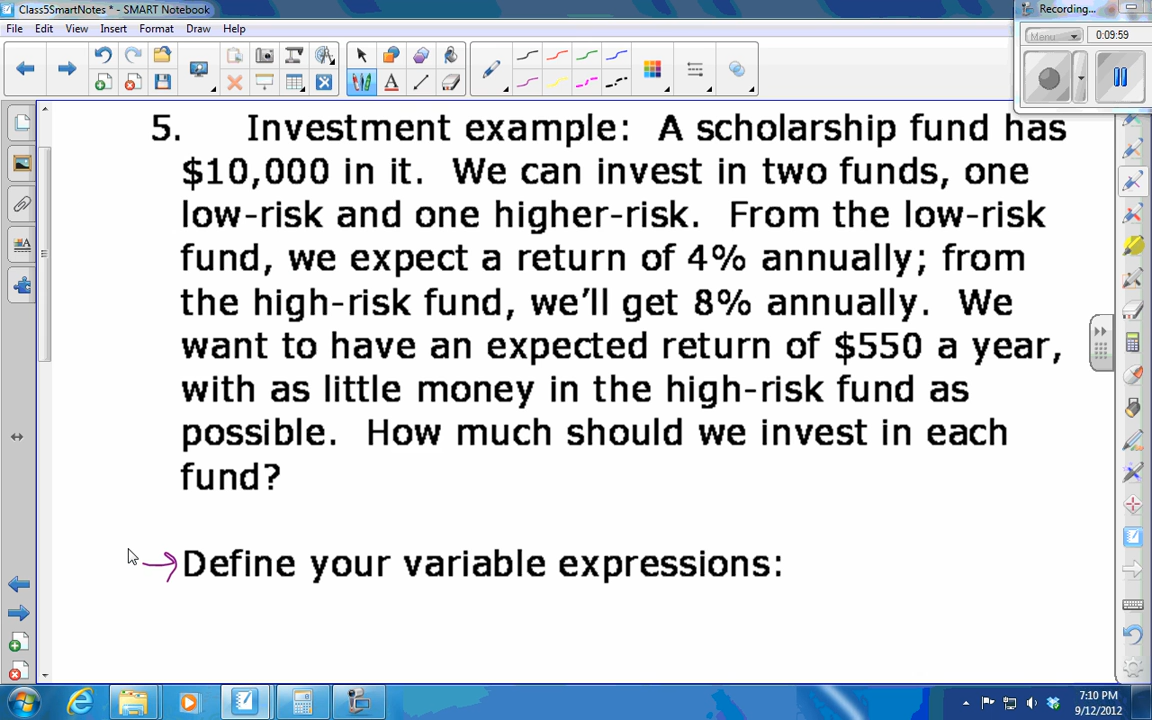 Class5SmartNotes * - SMART Notebook
Recording...
File Edit View Insert Format Draw Help
Menu
0:09:59
5. Investment example: A scholarship fund has
$10,000 in it. We can invest in two funds, one
low-risk and one higher-risk. From the low-risk
fund, we expect a return of 4% annually; from
the high-risk fund, we'll get 8% annually. We
want to have an expected return of $550 a year,
with as little money in the high-risk fund as
possible. How much should we invest in each
fund?
Define your variable expressions:
7:10 PM
9/12/2012